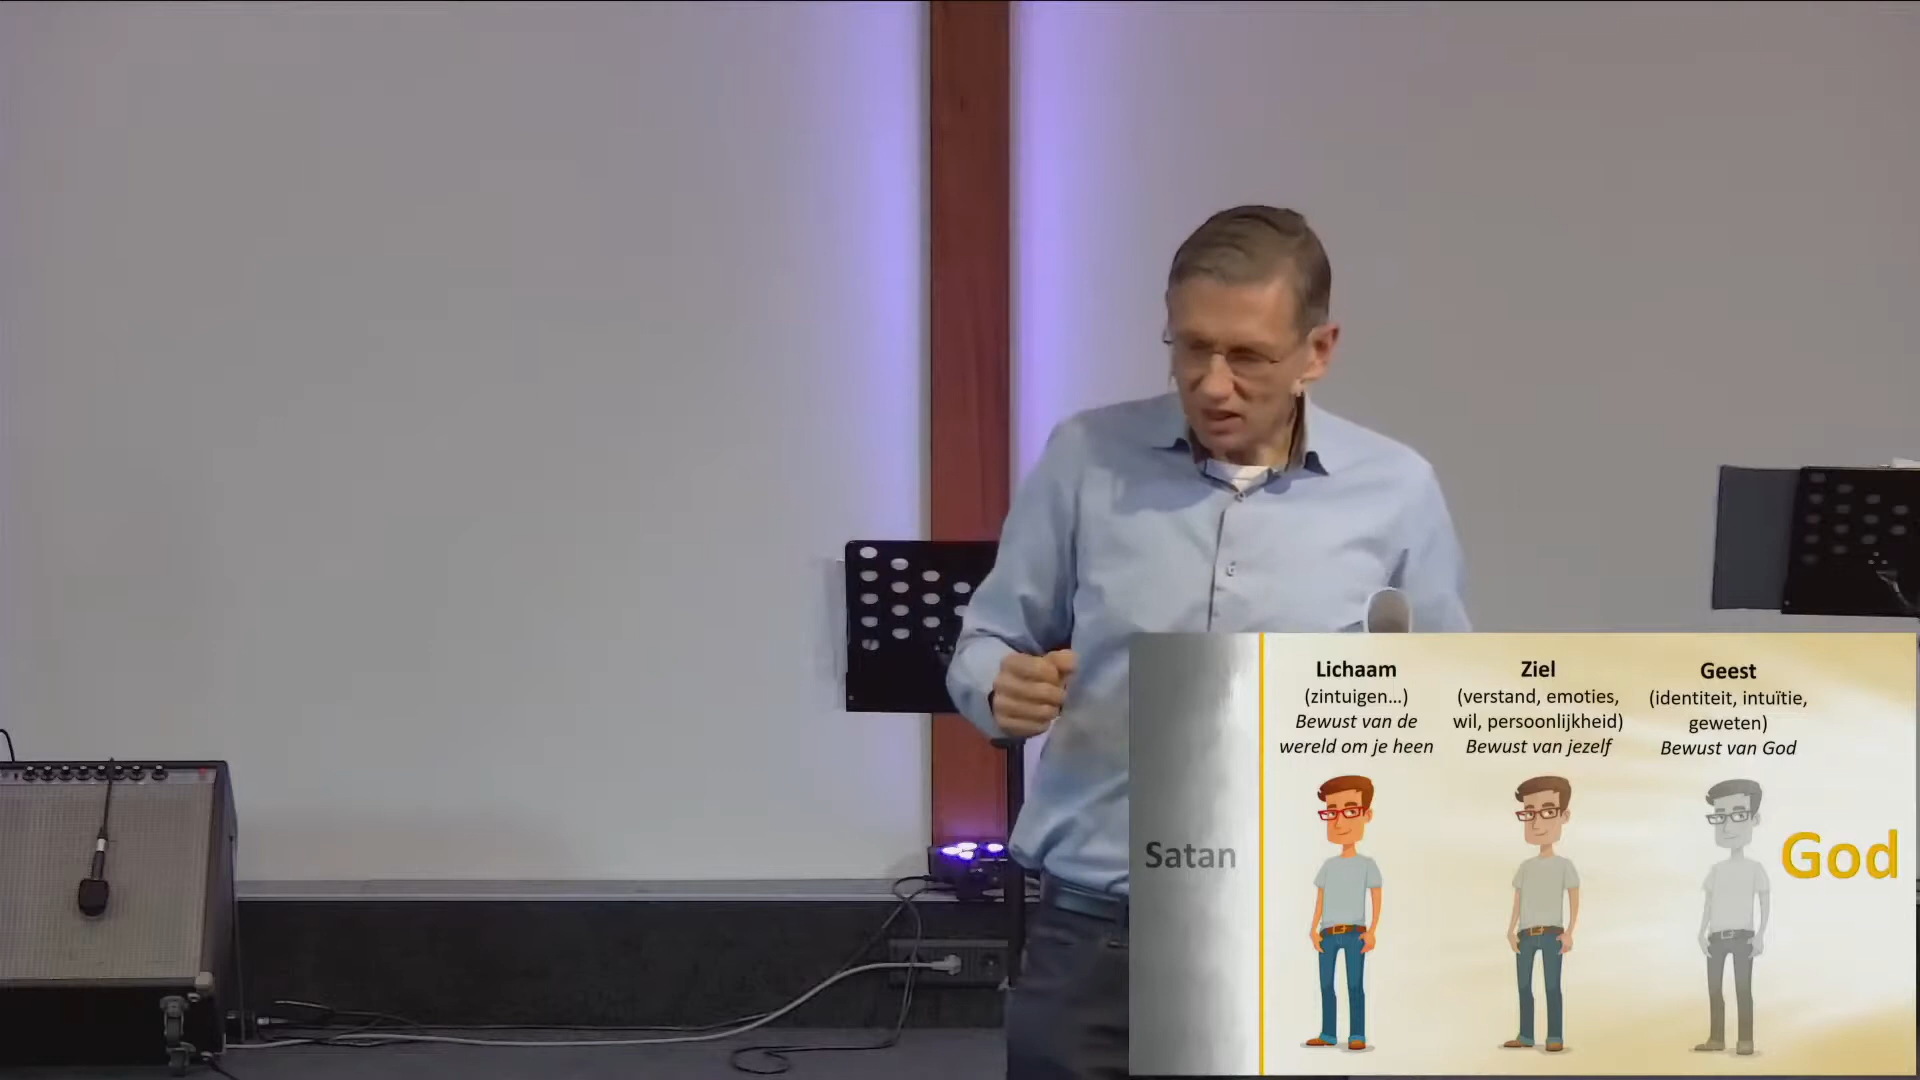 Lichaam
(zintuigen...)
Bewust van de
wereld om je heen
Ziel
(verstand, emoties,
wil, persoonlijkheid)
Bewust van jezelf
Geest
(identiteit, intuïtie,
geweten)
Bewust van God
Satan
God